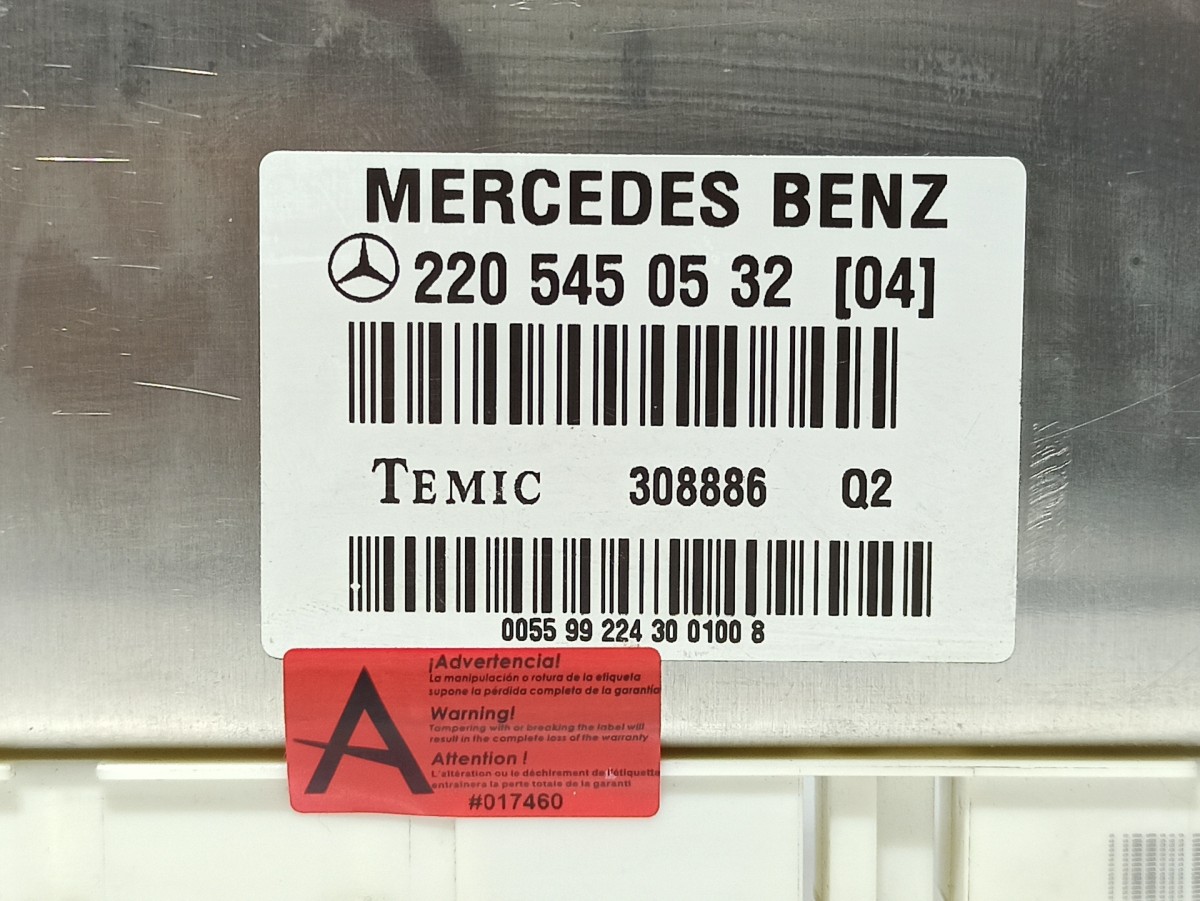 MERCEDES BENZ
220 545 05 32 [04]
TEMIC 308886 Q2
0055 99 224 30 0100 8
¡Advertencia!
La manipulación o rotura de la etiqueta
supone la pérdida completa de la garantía
Warning!
Tampering with or breaking the label will
result in the complete loss of the warranty
Attention !
L'altération ou le déchirement de l'étiquette
entraînera la perte totale de la garanti
#017460